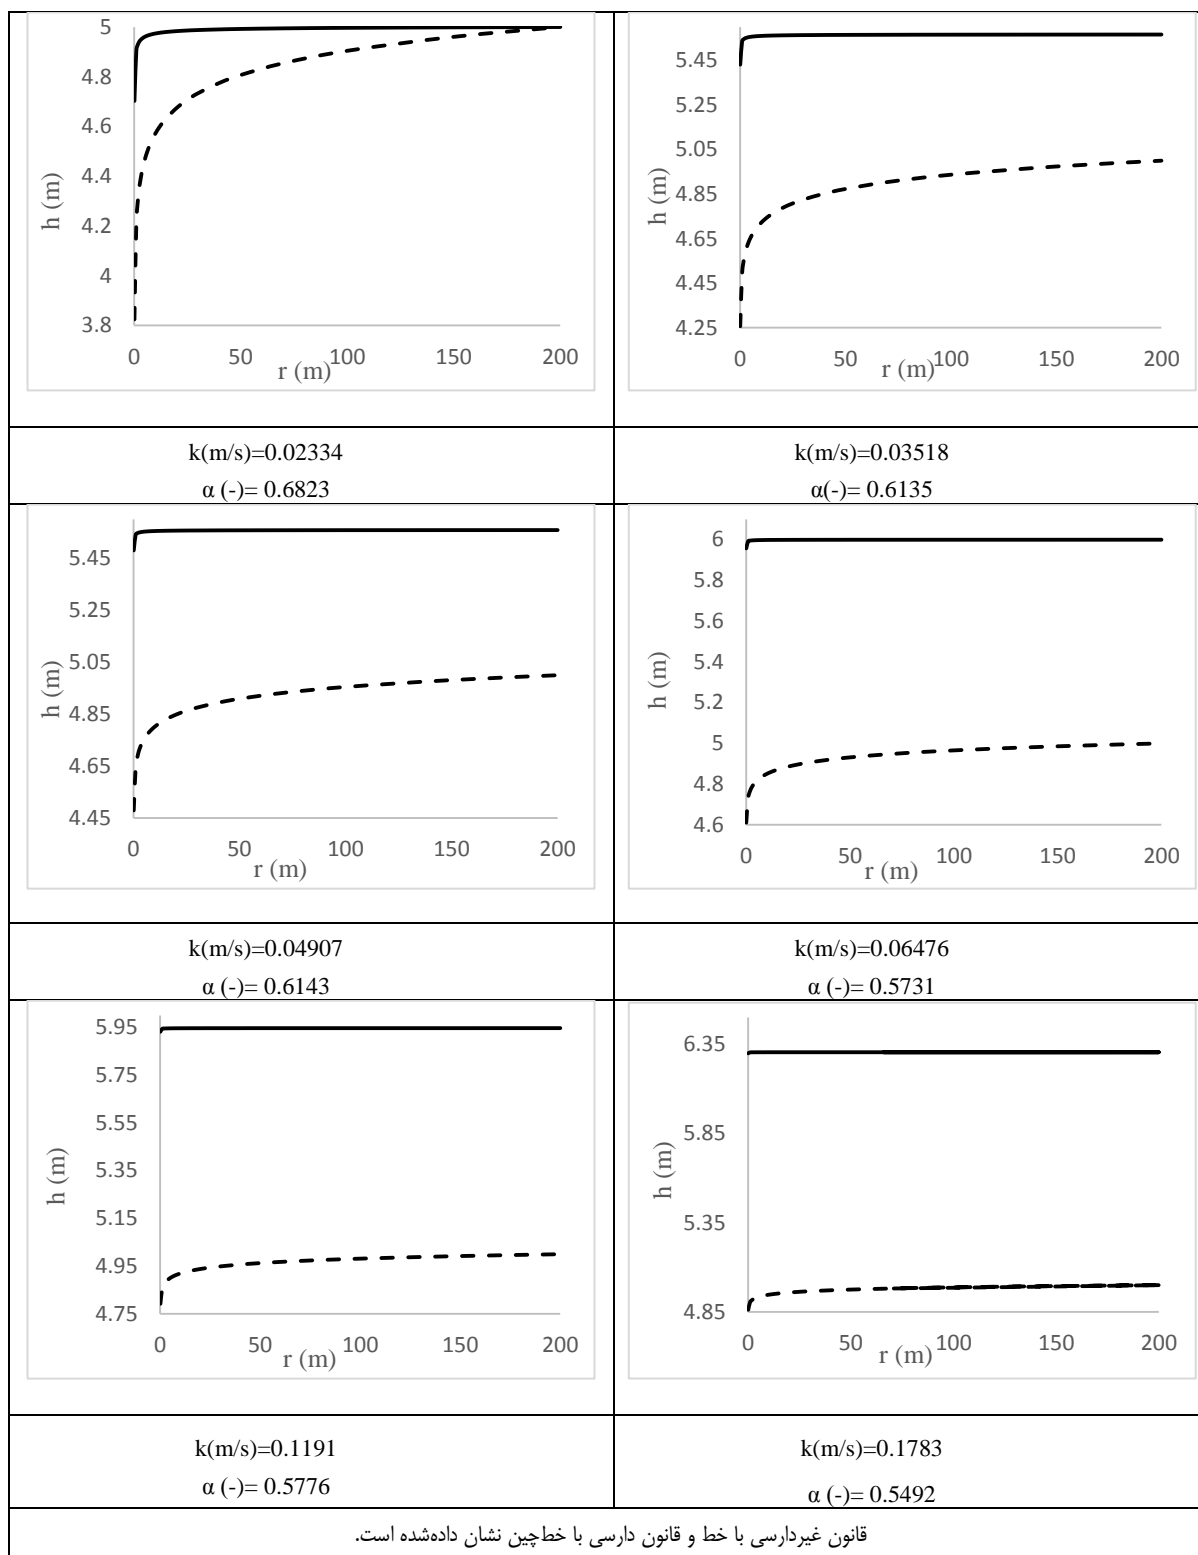 5
4.8
4.6
4.4
4.2
4
3.8
h (m)
0 50 100 150 200
r (m)
5.45
5.25
5.05
4.85
4.65
4.45
4.25
h (m)
0 50 100 150 200
r (m)
k(m/s)=0.02334
α (-)= 0.6823
k(m/s)=0.03518
α(-)= 0.6135
5.45
5.25
5.05
4.85
4.65
4.45
h (m)
0 50 100 150 200
r (m)
6
5.8
5.6
5.4
5.2
5
4.8
4.6
h (m)
0 50 100 150 200
r (m)
k(m/s)=0.04907
α (-)= 0.6143
k(m/s)=0.06476
α (-)= 0.5731
5.95
5.75
5.55
5.35
5.15
4.95
4.75
h (m)
0 50 100 150 200
r (m)
6.35
5.85
5.35
4.85
h (m)
0 50 100 150 200
r (m)
k(m/s)=0.1191
α (-)= 0.5776
k(m/s)=0.1783
α (-)= 0.5492
قانون غیردارسی با خط و قانون دارسی با خط‌چین نشان داده‌شده است.